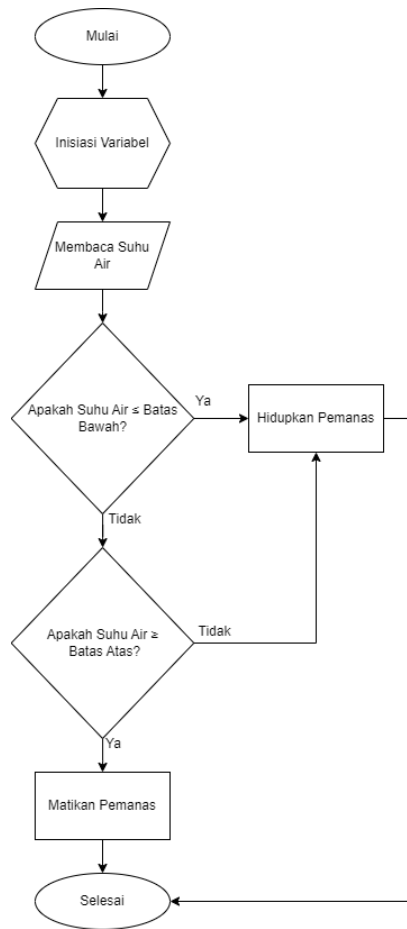 Mulai
Inisiasi Variabel
Membaca Suhu
Air
Apakah Suhu Air ≤ Batas
Bawah?
Ya
Hidupkan Pemanas
Tidak
Apakah Suhu Air ≥
Batas Atas?
Tidak
Ya
Matikan Pemanas
Selesai